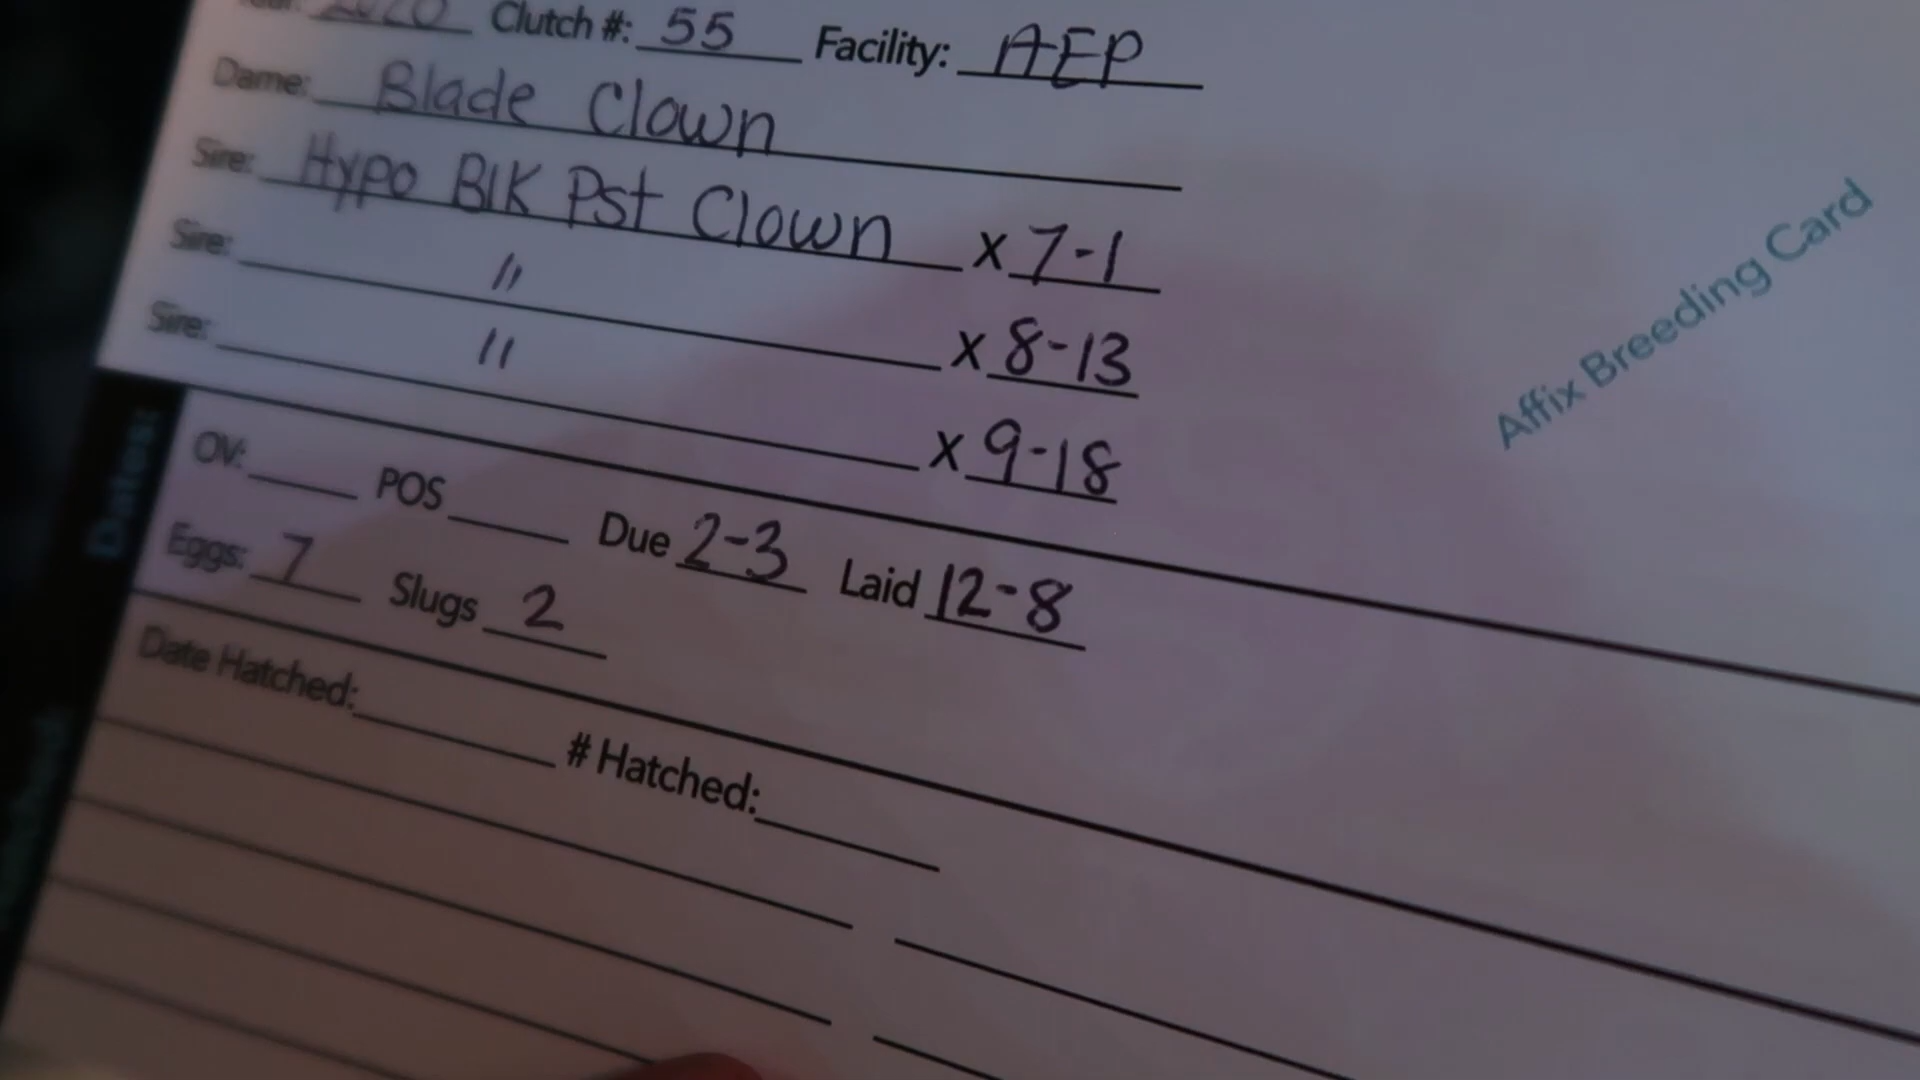 2020 Clutch #: 55 Facility: AEP
Dame: Blade Clown
Sire: Hypo Blk Pst Clown x 7-1
Sire: " x 8-13
Sire: " x 9-18
Dates:
OV: POS Due 2-3 Laid 12-8
Eggs: 7 Slugs 2
Date Hatched: # Hatched:
Affix Breeding Card